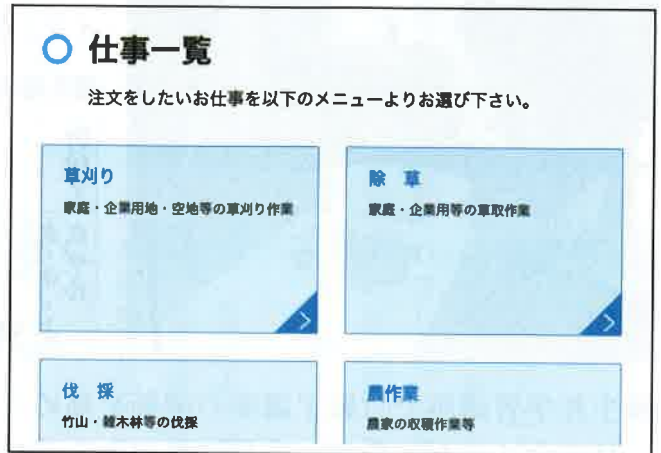 仕事一覧
注文をしたいお仕事を以下のメニューよりお選び下さい。
草刈り
家庭・企業用地・空地等の草刈り作業
除 草
家庭・企業用等の草取作業
伐 採
竹山・雑木林等の伐採
農作業
農家の収穫作業等